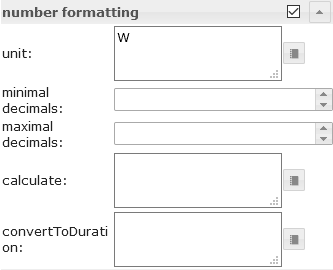 number formatting
unit:
W
minimal
decimals:
maximal
decimals:
calculate:
convertToDurati
on: